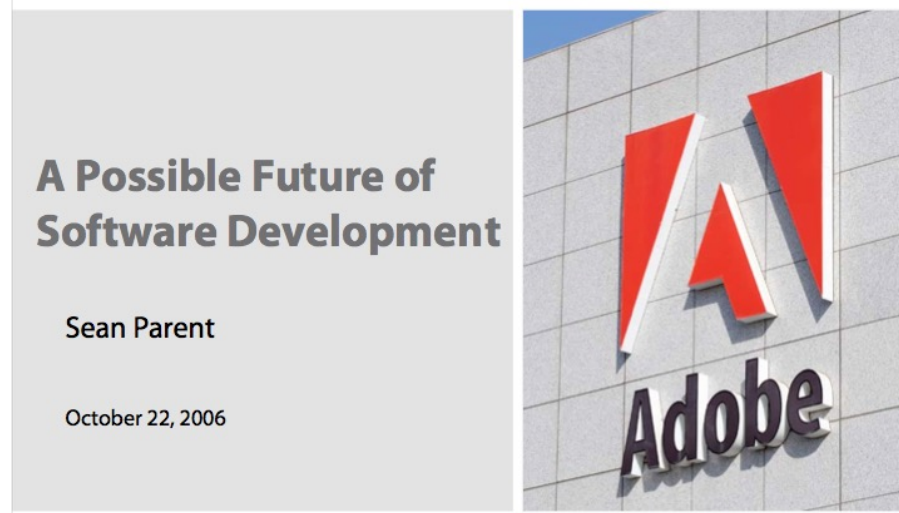 A Possible Future of
Software Development
Sean Parent
October 22, 2006
Adobe